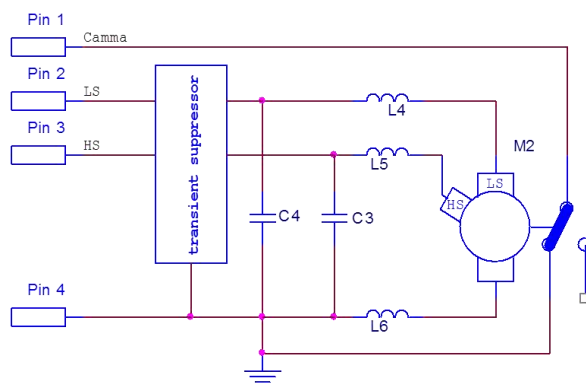 Pin 1
Camma
Pin 2
LS
Pin 3
HS
transient suppressor
L4
L5
M2
LS
HS
C4
C3
Pin 4
L6